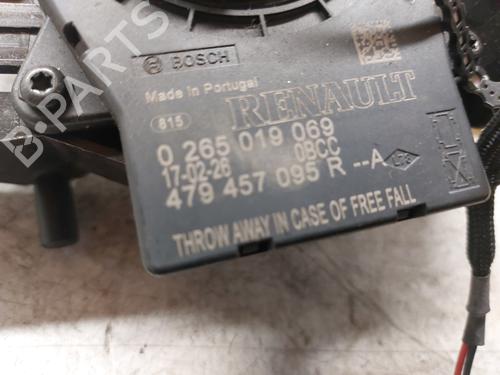 BOSCH
Made in Portugal
RENAULT
815
0 265 019 069
17-02-26 0BCC
479 457 095 R --A
THROW AWAY IN CASE OF FREE FALL
B-PARTS